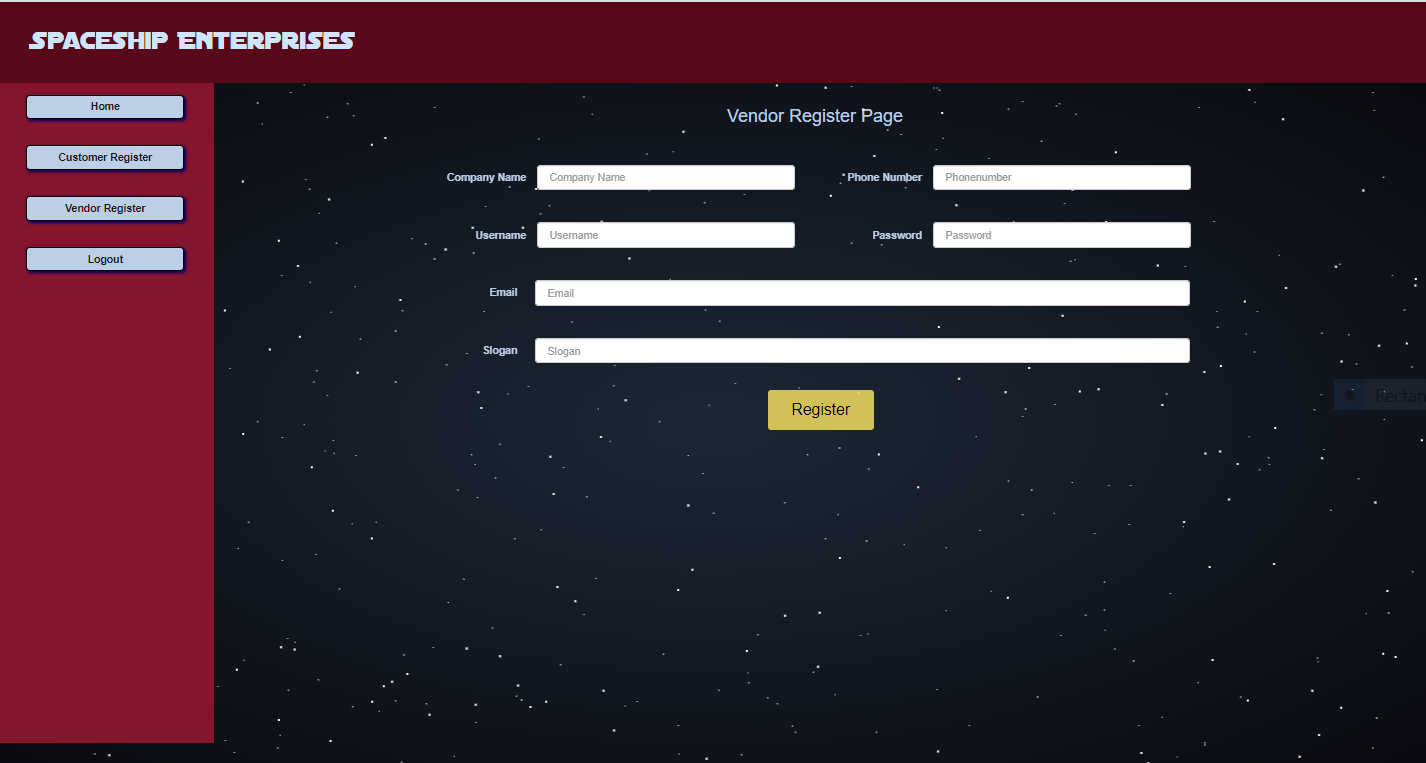 Spaceship Enterprises
Home
Customer Register
Vendor Register
Logout
Vendor Register Page
Company Name Company Name Phone Number Phonenumber
Username Username Password Password
Email Email
Slogan Slogan
Register